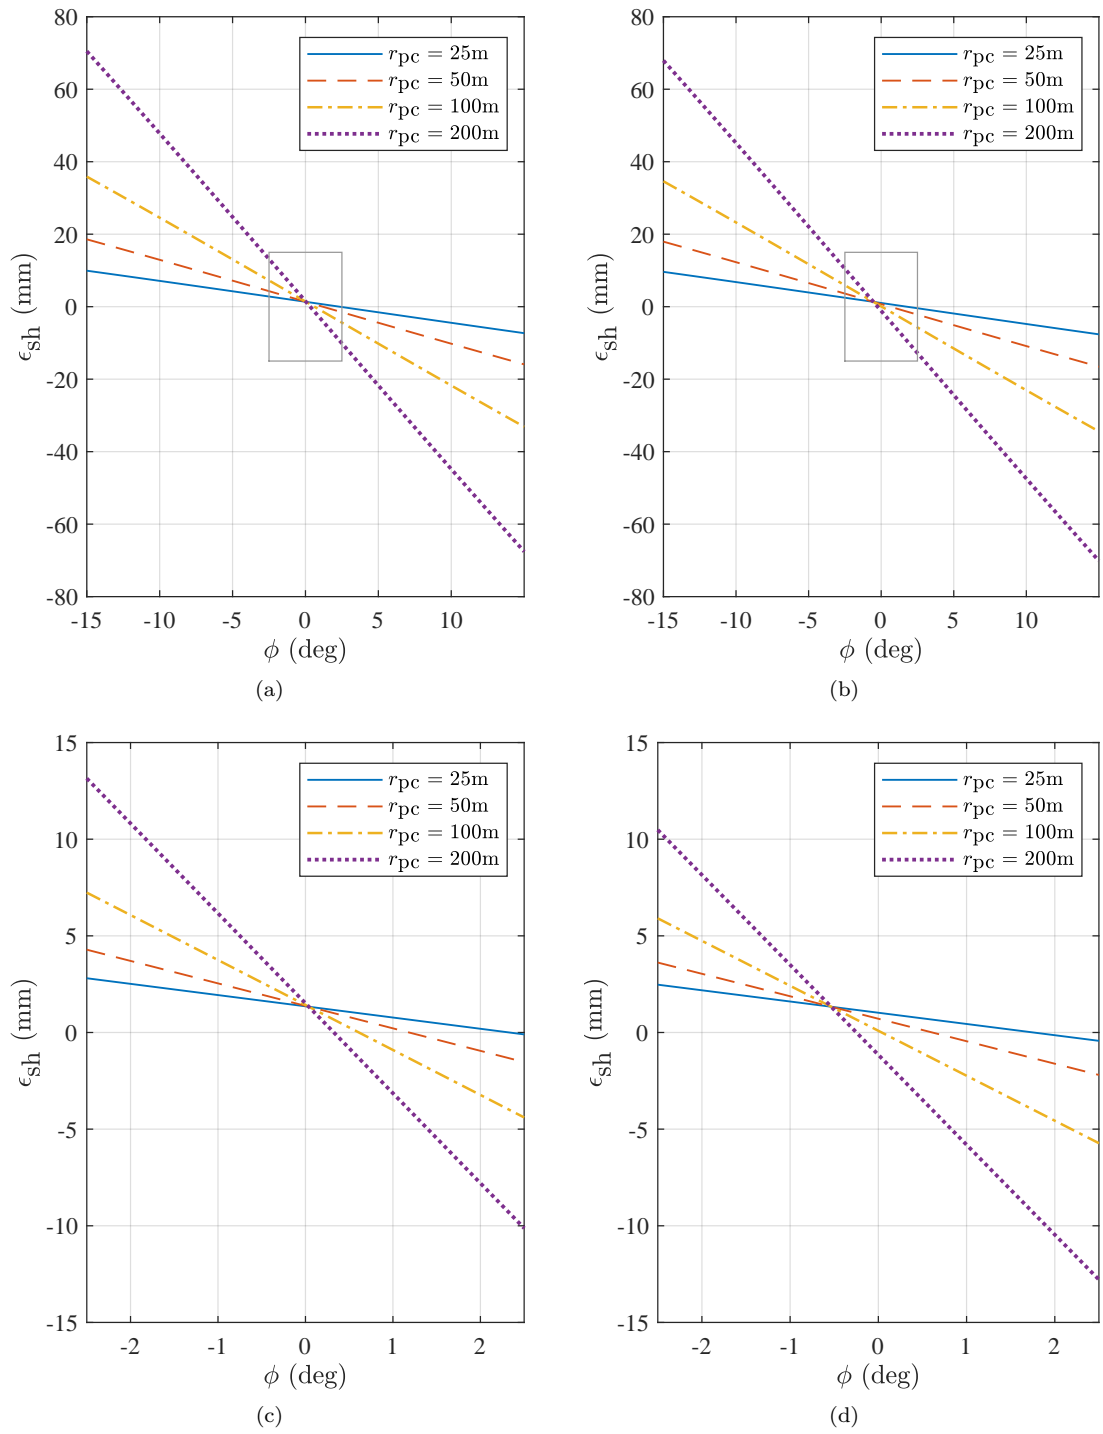 80
60
40
20
0
-20
-40
-60
-80
-15 -10 -5 0 5 10
ϵsh (mm)
ϕ (deg)
rpc = 25m
rpc = 50m
rpc = 100m
rpc = 200m
(a)
80
60
40
20
0
-20
-40
-60
-80
-15 -10 -5 0 5 10
ϵsh (mm)
ϕ (deg)
rpc = 25m
rpc = 50m
rpc = 100m
rpc = 200m
(b)
15
10
5
0
-5
-10
-15
-2 -1 0 1 2
ϵsh (mm)
ϕ (deg)
rpc = 25m
rpc = 50m
rpc = 100m
rpc = 200m
(c)
15
10
5
0
-5
-10
-15
-2 -1 0 1 2
ϵsh (mm)
ϕ (deg)
rpc = 25m
rpc = 50m
rpc = 100m
rpc = 200m
(d)